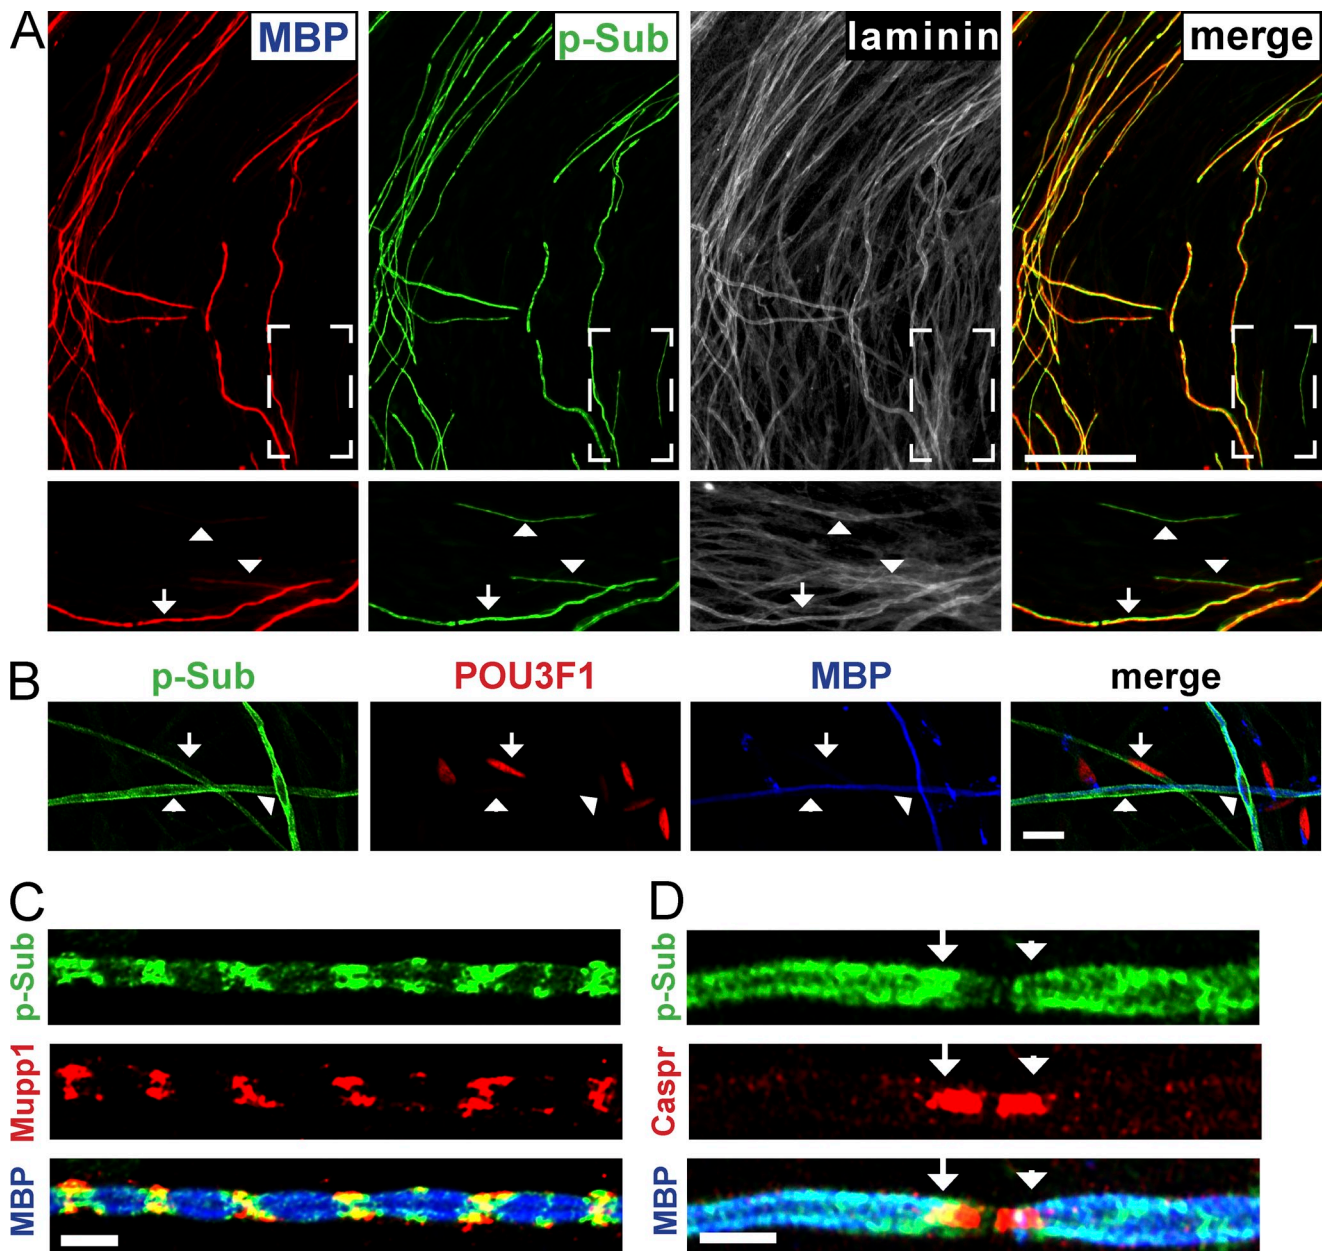 A
MBP
p-Sub
laminin
merge
B
p-Sub
POU3F1
MBP
merge
C
p-Sub
Mupp1
MBP
D
p-Sub
Caspr
MBP